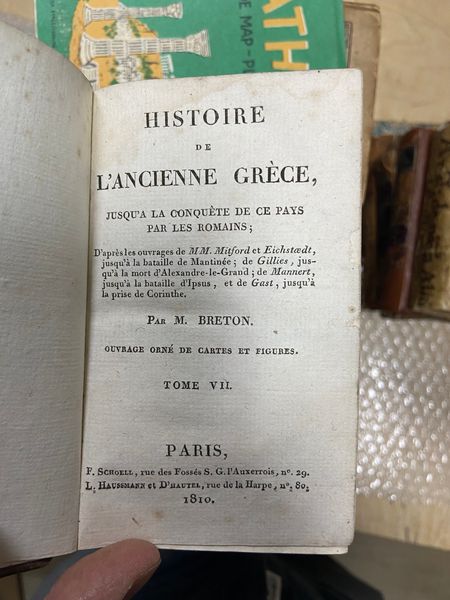 ATH
E MAP-P
HISTOIRE
DE
L'ANCIENNE GRÈCE,
JUSQU'A LA CONQUÊTE DE CE PAYS
PAR LES ROMAINS;
D'après les ouvrages de MM. Mitford et Eichstædt,
jusqu'à la bataille de Mantinée; de Gillies, jus-
qu'à la mort d'Alexandre-le-Grand; de Mannert,
jusqu'à la bataille d'Ipsus, et de Gast, jusqu'à
la prise de Corinthe.
PAR M. BRETON.
OUVRAGE ORNÉ DE CARTES ET FIGURES.
TOME VII.
PARIS,
F. SCHOELL, rue des Fossés S. G. l'Auxerrois, n°. 29.
L. HAUSSMANN et D'HAUTEL, rue de la Harpe, n°. 80.
1810.